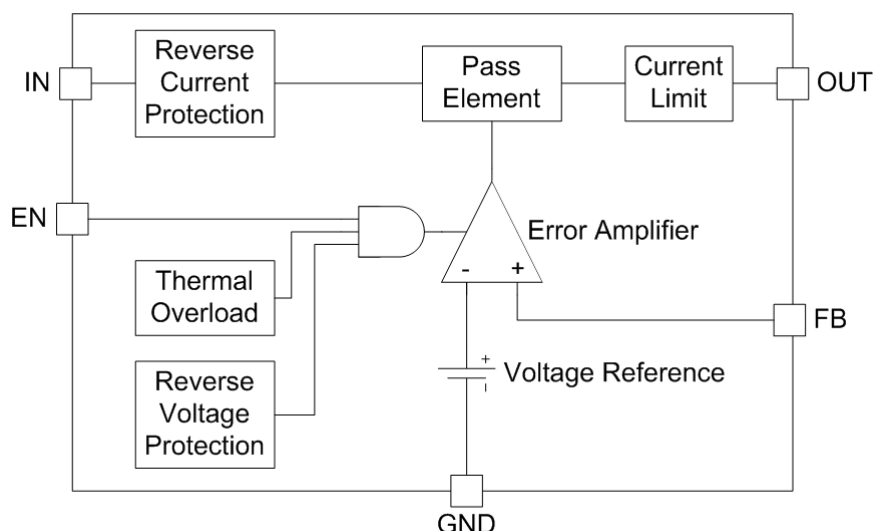 Reverse
Current
Protection
Pass
Element
Current
Limit
IN
OUT
EN
Error Amplifier
- +
Thermal
Overload
FB
+
Voltage Reference
-
Reverse
Voltage
Protection
GND